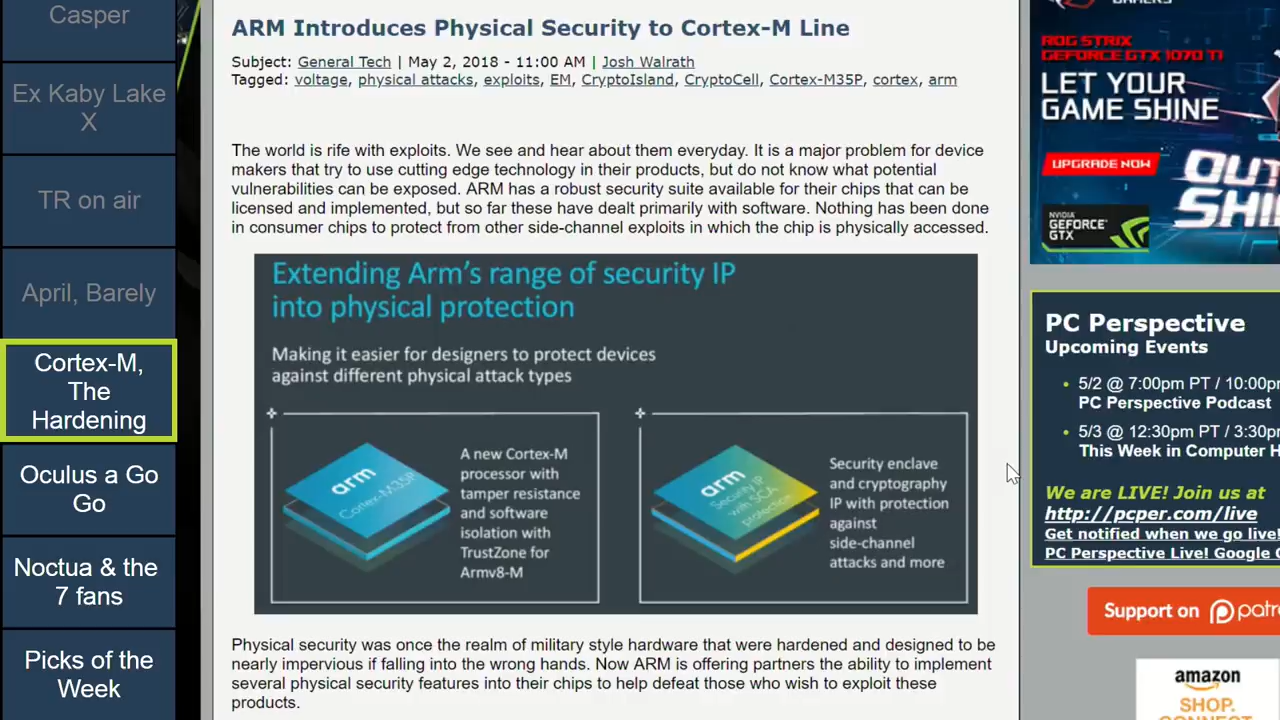 Casper
Ex Kaby Lake
X
TR on air
April, Barely
Cortex-M,
The
Hardening
Oculus a Go
Go
Noctua & the
7 fans
Picks of the
Week
ARM Introduces Physical Security to Cortex-M Line
Subject: General Tech | May 2, 2018 - 11:00 AM | Josh Walrath
Tagged: voltage, physical attacks, exploits, EM, CryptoIsland, CryptoCell, Cortex-M35P, cortex, arm
The world is rife with exploits. We see and hear about them everyday. It is a major problem for device
makers that try to use cutting edge technology in their products, but do not know what potential
vulnerabilities can be exposed. ARM has a robust security suite available for their chips that can be
licensed and implemented, but so far these have dealt primarily with software. Nothing has been done
in consumer chips to protect from other side-channel exploits in which the chip is physically accessed.
Extending Arm's range of security IP
into physical protection
Making it easier for designers to protect devices
against different physical attack types
arm
Cortex-M35P
A new Cortex-M
processor with
tamper resistance
and software
isolation with
TrustZone for
Armv8-M
arm
Security IP
with SCA
protection
Security enclave
and cryptography
IP with protection
against
side-channel
attacks and more
Physical security was once the realm of military style hardware that were hardened and designed to be
nearly impervious if falling into the wrong hands. Now ARM is offering partners the ability to implement
several physical security features into their chips to help defeat those who wish to exploit these
products.
ROG STRIX
GEFORCE GTX 1070 TI
LET YOUR
GAME SHINE
UPGRADE NOW
NVIDIA
GEFORCE
GTX
PC Perspective
Upcoming Events
5/2 @ 7:00pm PT / 10:00p
PC Perspective Podcast
5/3 @ 12:30pm PT / 3:30p
This Week in Computer H
We are LIVE! Join us at
http://pcper.com/live
Get notified when we go live!
PC Perspective Live! Google C
Support on patr
amazon
SHOP.